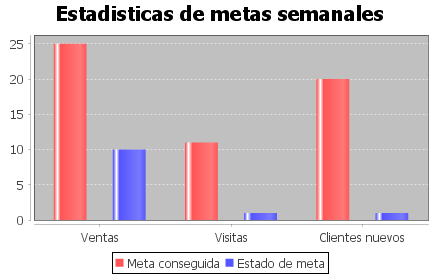 Estadisticas de metas semanales
25
20
15
10
5
0
Ventas
Visitas
Clientes nuevos
Meta conseguida
Estado de meta